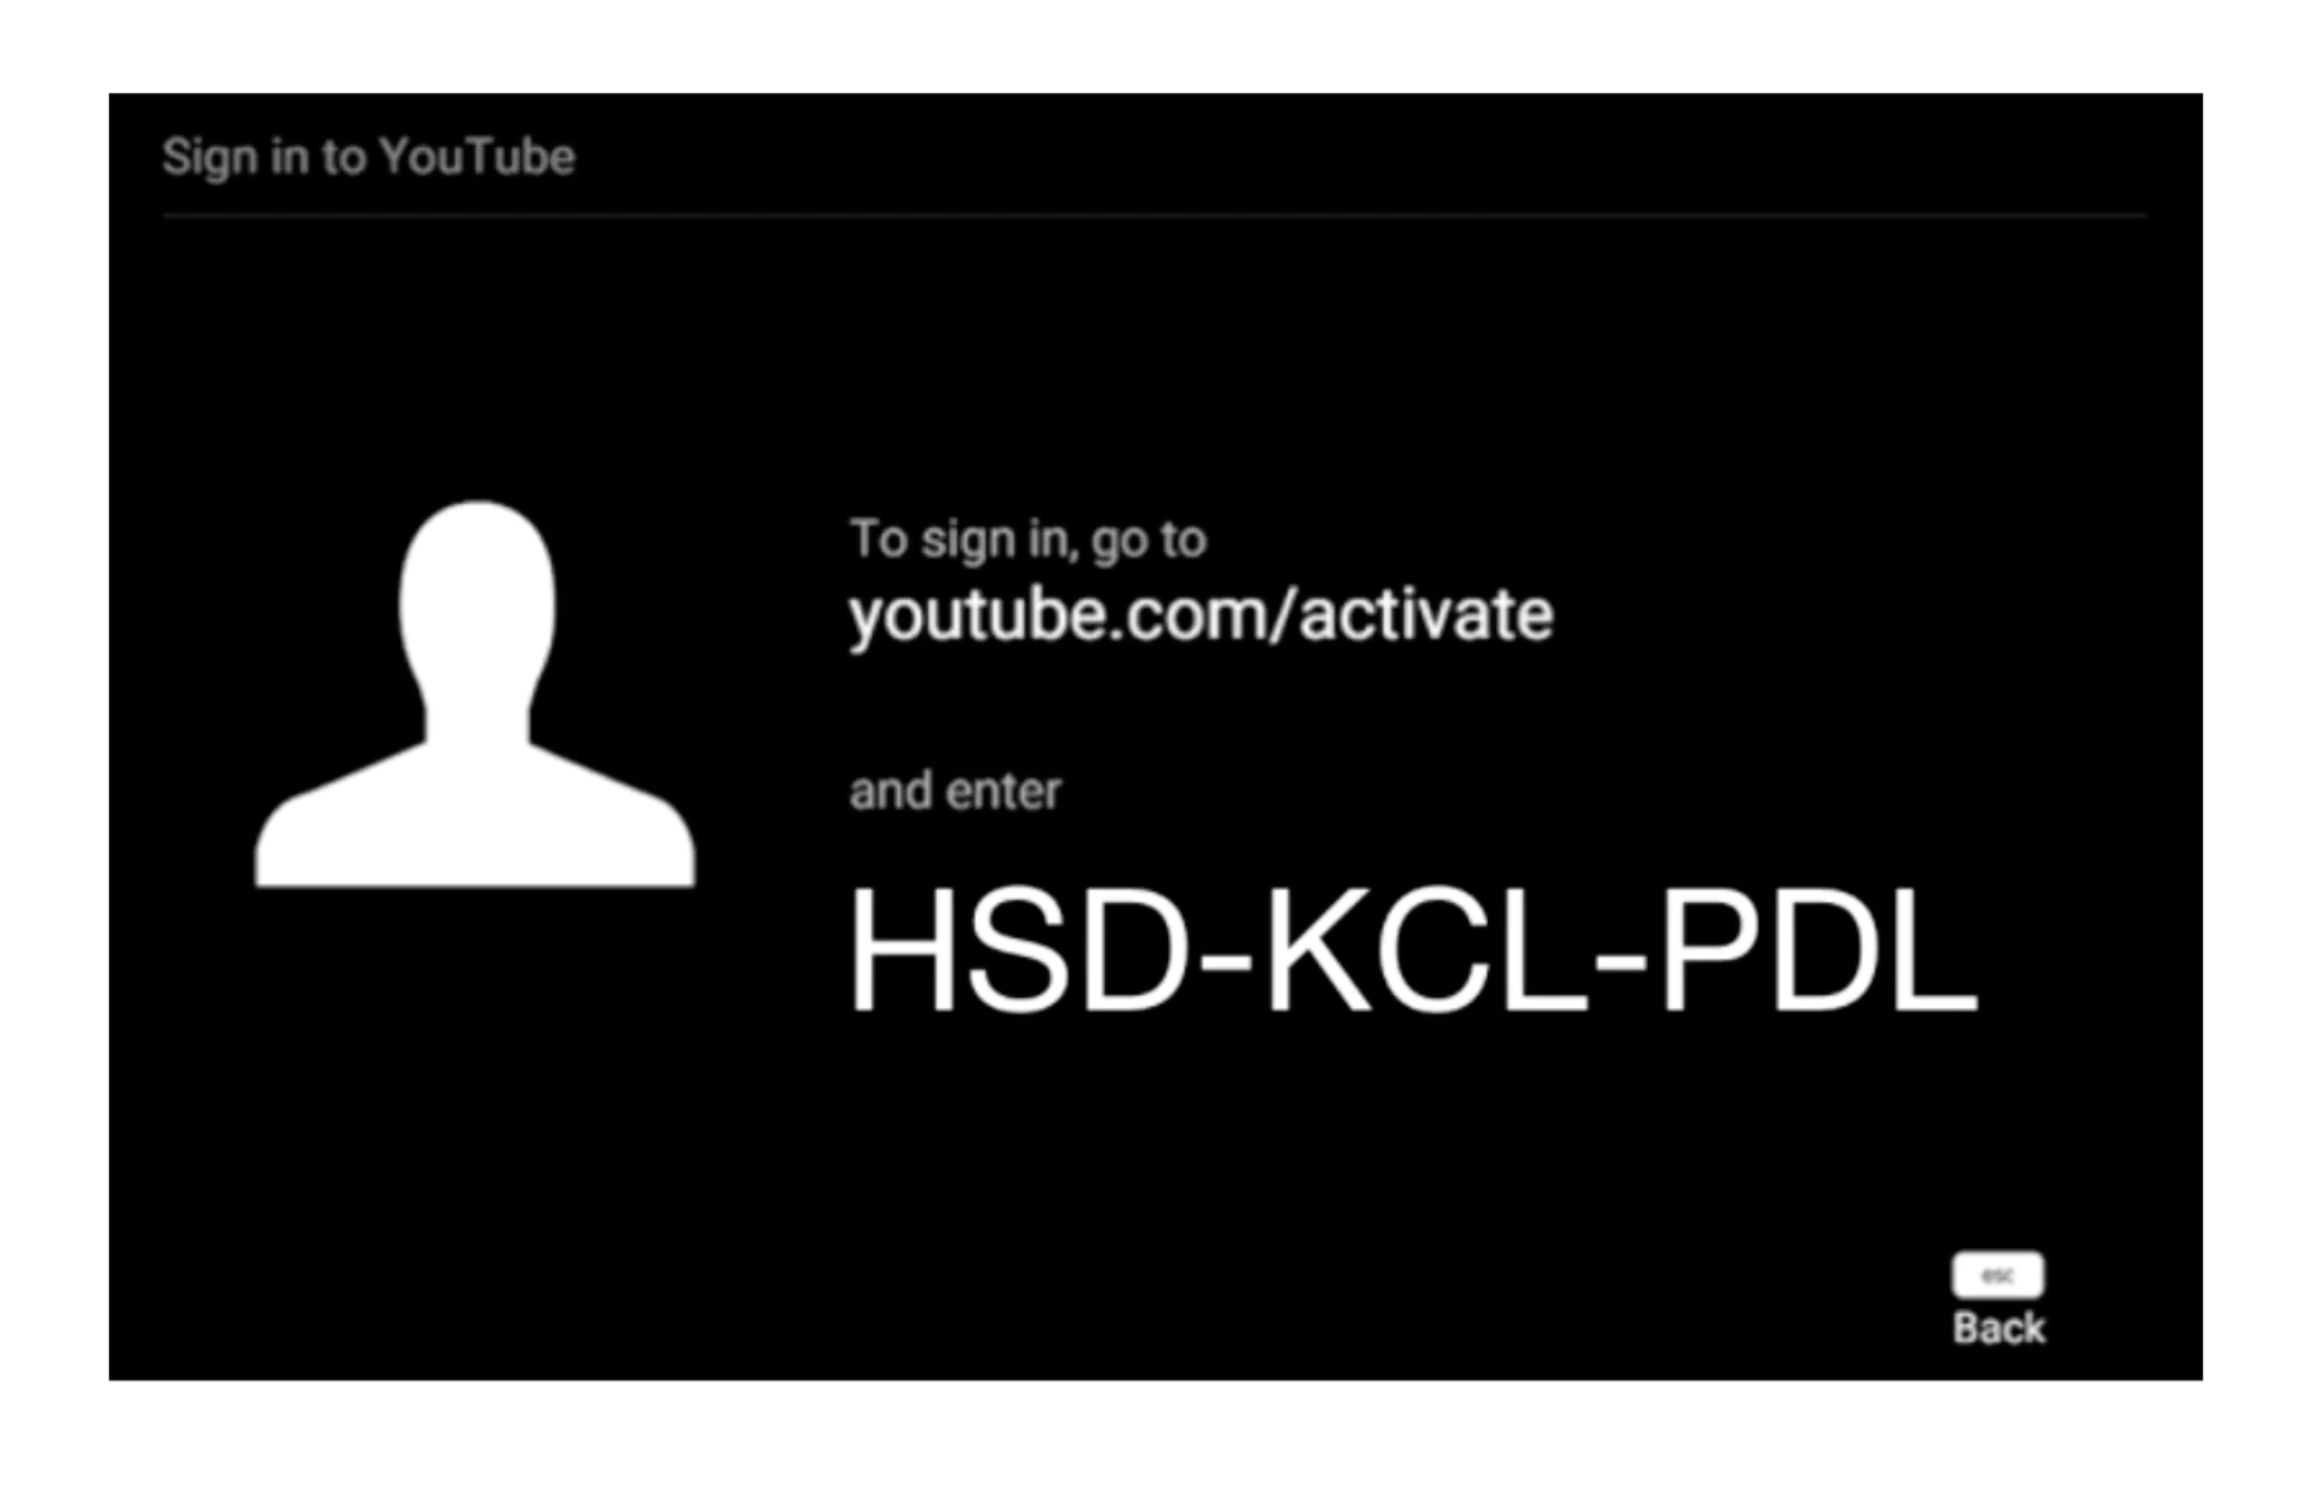 Sign in to YouTube
To sign in, go to
youtube.com/activate
and enter
HSD-KCL-PDL
esc
Back